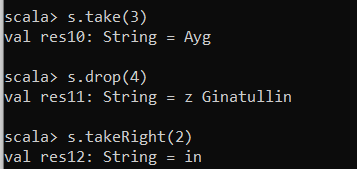 scala> s.take(3)
val res10: String = Ayg
scala> s.drop(4)
val res11: String = z Ginatullin
scala> s.takeRight(2)
val res12: String = in